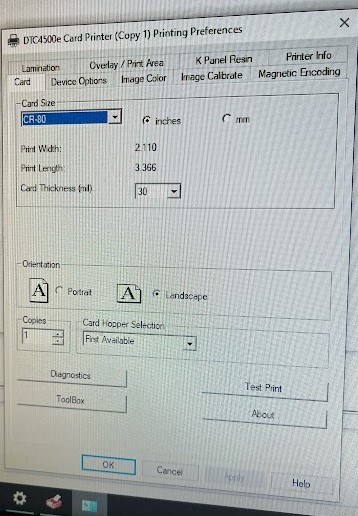 DTC4500e Card Printer (Copy 1) Printing Preferences
Lamination Overlay / Print Area K Panel Resin Printer Info
Card Device Options Image Color Image Calibrate Magnetic Encoding
Card Size
CR-80 inches mm
Print Width: 2.110
Print Length: 3.366
Card Thickness (mil) 30
Orientation
A Portrait A Landscape
Copies Card Hopper Selection
1 First Available
Diagnostics Test Print
ToolBox About
OK Cancel Apply Help